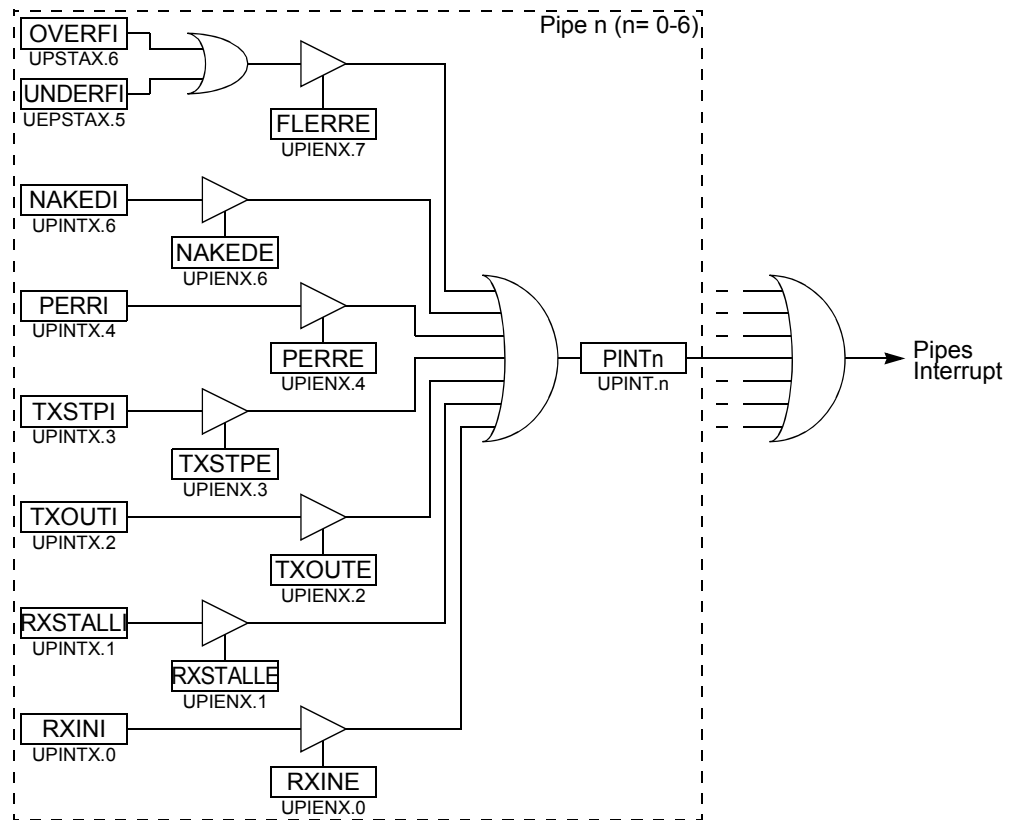 Pipe n (n= 0-6)
OVERFI
UPSTAX.6
UNDERFI
UEPSTAX.5
FLERRE
UPIENX.7
NAKEDI
UPINTX.6
NAKEDE
UPIENX.6
PERRI
UPINTX.4
PERRE
UPIENX.4
TXSTPI
UPINTX.3
TXSTPE
UPIENX.3
TXOUTI
UPINTX.2
TXOUTE
UPIENX.2
RXSTALLI
UPINTX.1
RXSTALLE
UPIENX.1
RXINI
UPINTX.0
RXINE
UPIENX.0
PINTn
UPINT.n
Pipes
Interrupt